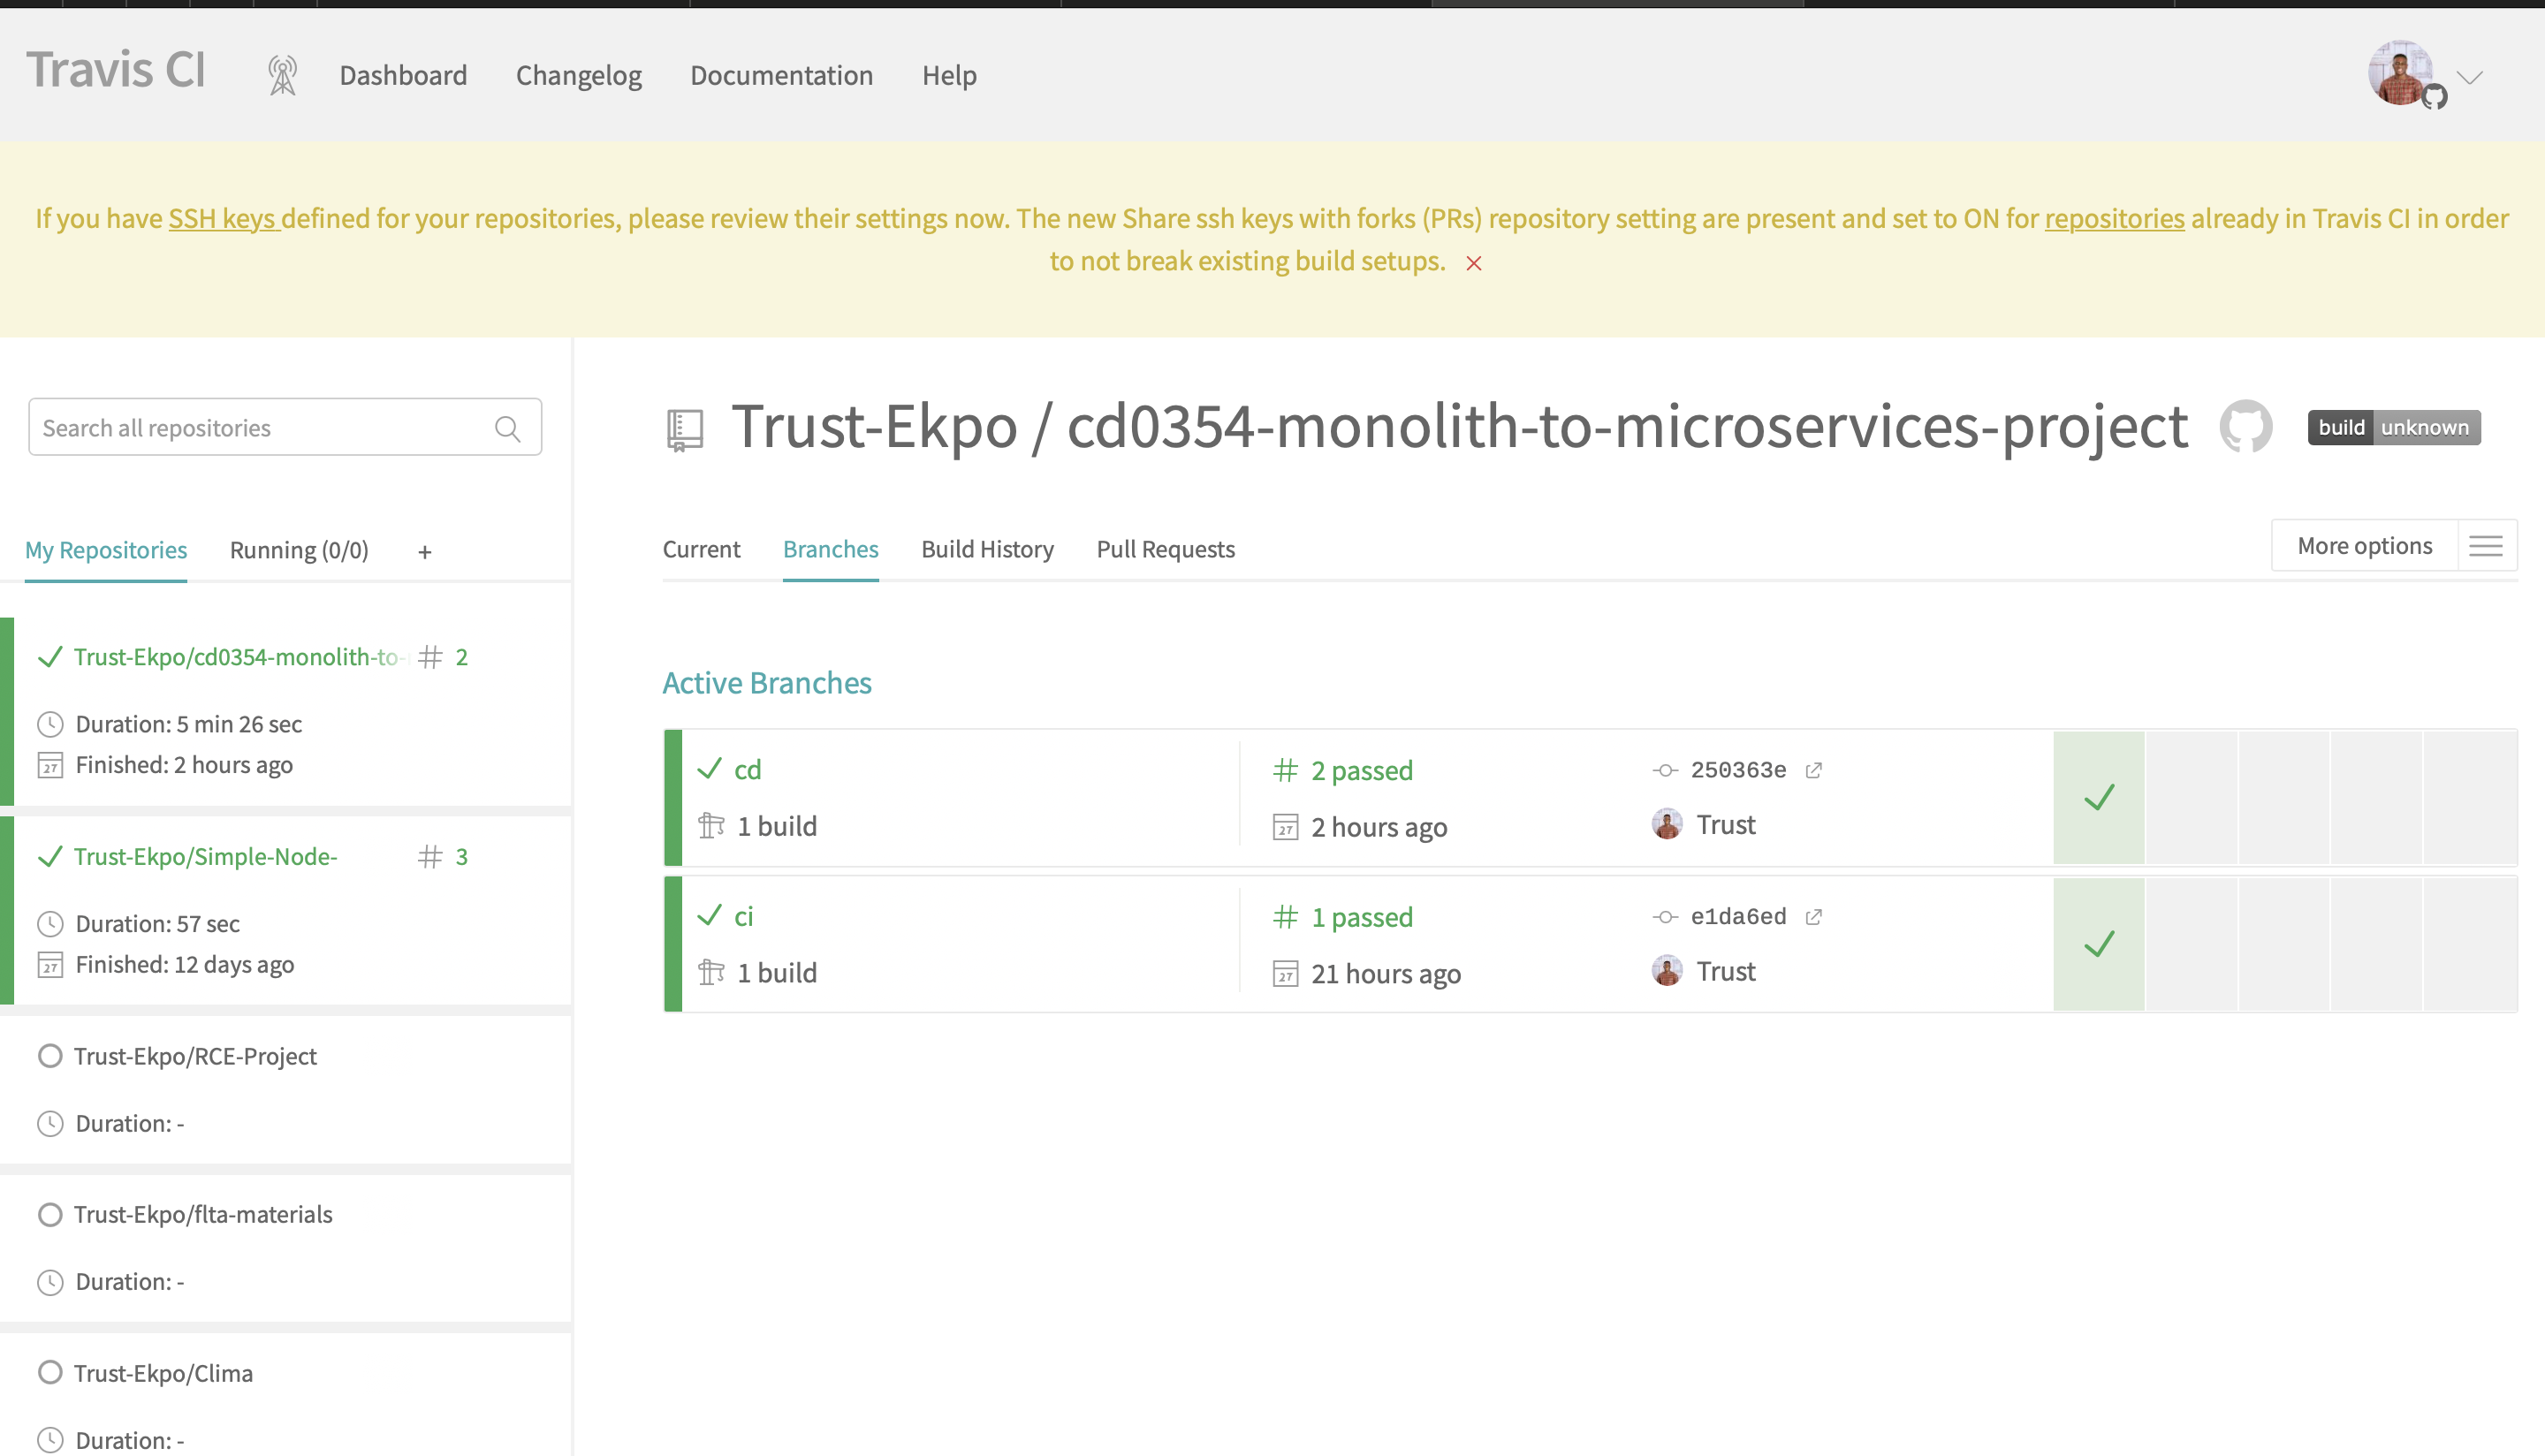 Travis CI
Dashboard
Changelog
Documentation
Help
If you have SSH keys defined for your repositories, please review their settings now. The new Share ssh keys with forks (PRs) repository setting are present and set to ON for repositories already in Travis CI in order
to not break existing build setups.
Search all repositories
My Repositories
Running (0/0)
+
Trust-Ekpo/cd0354-monolith-to-
# 2
Duration: 5 min 26 sec
27
Finished: 2 hours ago
Trust-Ekpo/Simple-Node-
# 3
Duration: 57 sec
27
Finished: 12 days ago
Trust-Ekpo/RCE-Project
Duration: -
Trust-Ekpo/flta-materials
Duration: -
Trust-Ekpo/Clima
Duration: -
Trust-Ekpo / cd0354-monolith-to-microservices-project
build unknown
Current
Branches
Build History
Pull Requests
More options
Active Branches
cd
# 2 passed
250363e
1 build
27
2 hours ago
Trust
ci
# 1 passed
e1da6ed
1 build
27
21 hours ago
Trust